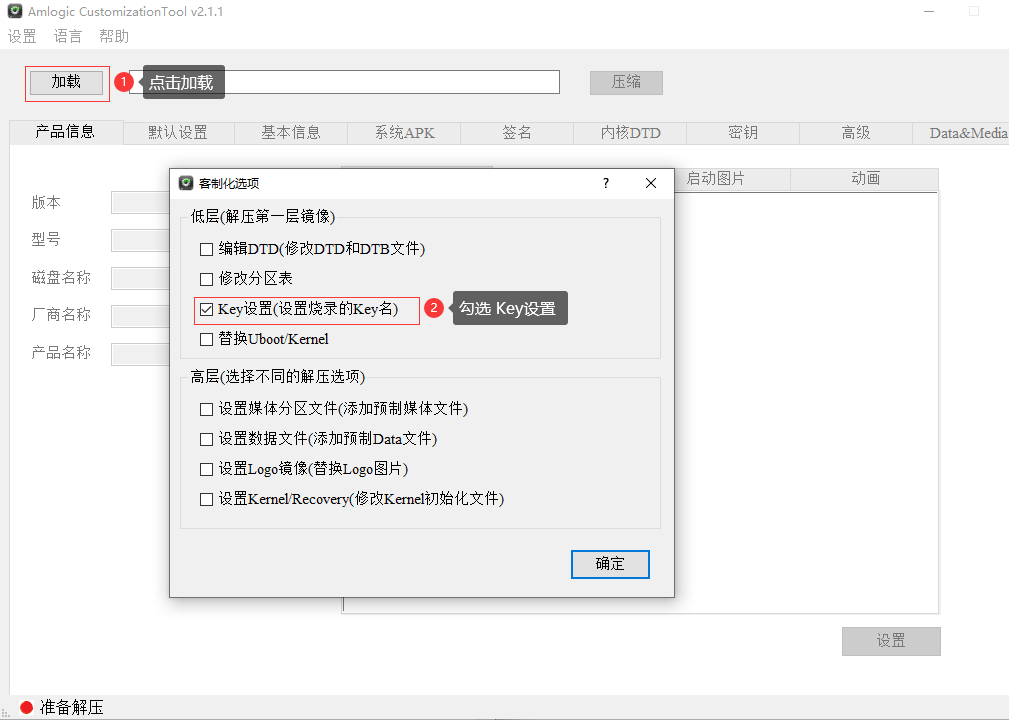 Amlogic CustomizationTool v2.1.1
设置 语言 帮助
加载 1 点击加载 压缩
产品信息 默认设置 基本信息 系统APK 签名 内核DTD 密钥 高级 Data&Media
启动图片 动画
版本
型号
磁盘名称
厂商名称
产品名称
客制化选项 ?
低层(解压第一层镜像)
编辑DTD(修改DTD和DTB文件)
修改分区表
Key设置(设置烧录的Key名) 2 勾选 Key设置
替换Uboot/Kernel
高层(选择不同的解压选项)
设置媒体分区文件(添加预制媒体文件)
设置数据文件(添加预制Data文件)
设置Logo镜像(替换Logo图片)
设置Kernel/Recovery(修改Kernel初始化文件)
确定
设置
准备解压